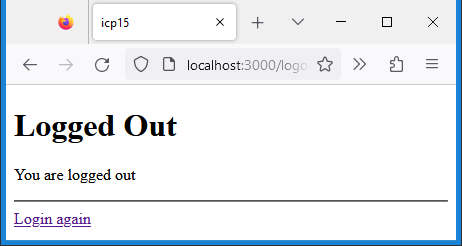 icp15
localhost:3000/logo
Logged Out
You are logged out
Login again